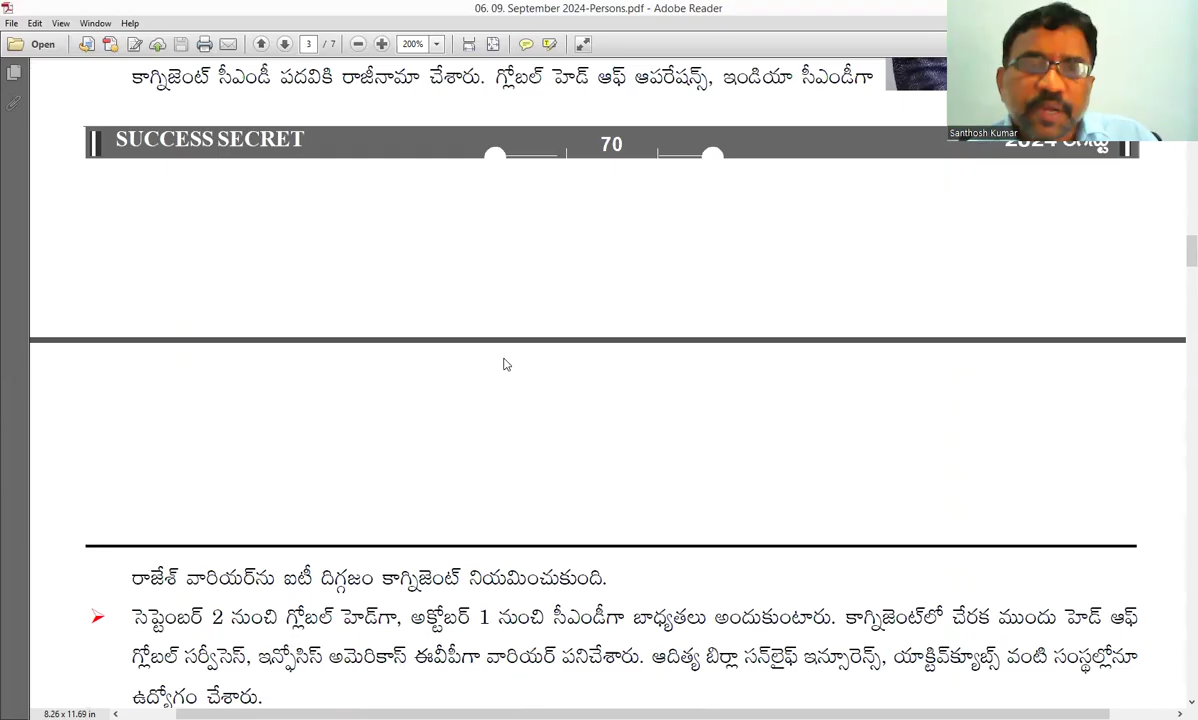 06. 09. September 2024-Persons.pdf - Adobe Reader
File Edit View Window Help
Open 3 / 7 200%
కాగ్నిజెంట్ సీఎండీ పదవికి రాజీనామా చేశారు. గ్లోబల్ హెడ్ ఆఫ్ ఆపరేషన్స్, ఇండియా సీఎండీగా
Santhosh Kumar
SUCCESS SECRET 70 2024
రాజేశ్ వారియర్‌ను ఐటీ దిగ్గజం కాగ్నిజెంట్ నియమించుకుంది.
సెప్టెంబర్ 2 నుంచి గ్లోబల్ హెడ్‌గా, అక్టోబర్ 1 నుంచి సీఎండీగా బాధ్యతలు అందుకుంటారు. కాగ్నిజెంట్‌లో చేరక ముందు హెడ్ ఆఫ్
గ్లోబల్ సర్వీసెస్, ఇన్ఫోసిస్ అమెరికాస్ ఈవీపీగా వారియర్ పనిచేశారు. ఆదిత్య బిర్లా సన్‌లైఫ్ ఇన్సూరెన్స్, యాక్టివ్‌క్యూబ్స్ వంటి సంస్థల్లోనూ
ఉద్యోగం చేశారు.
8.26 x 11.69 in